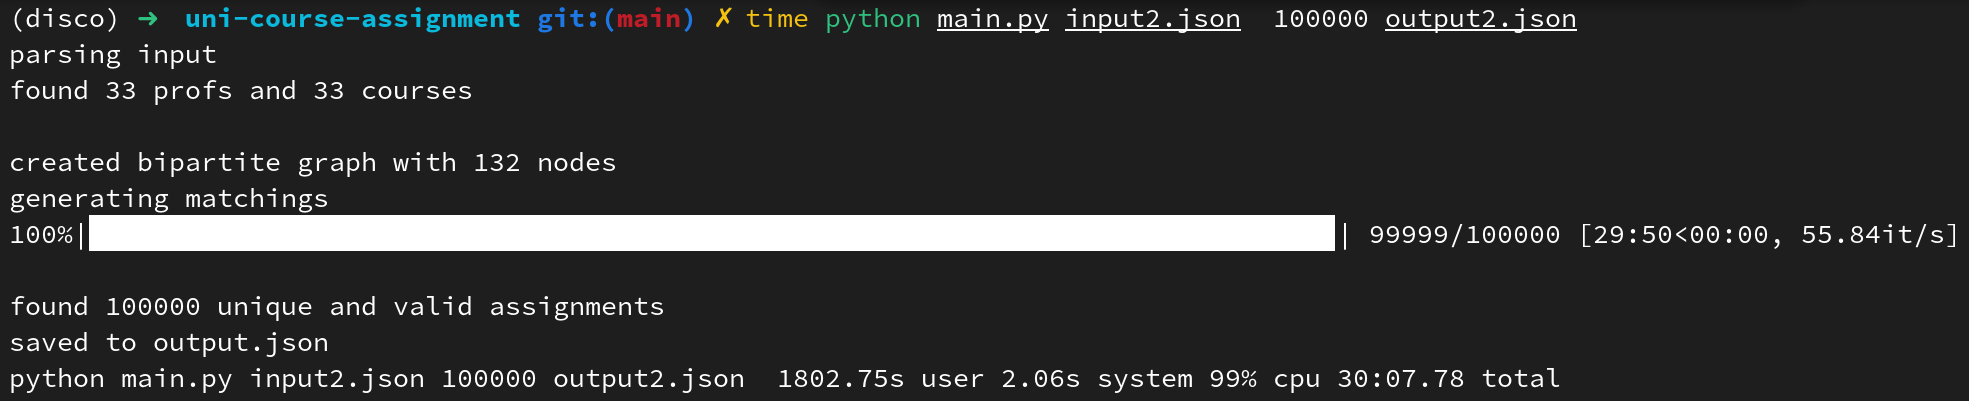 (disco) ➜  uni-course-assignment git:(main) ✗ time python main.py input2.json  100000 output2.json
parsing input
found 33 profs and 33 courses
created bipartite graph with 132 nodes
generating matchings
100%|          | 99999/100000 [29:50<00:00, 55.84it/s]
found 100000 unique and valid assignments
saved to output.json
python main.py input2.json 100000 output2.json  1802.75s user 2.06s system 99% cpu 30:07.78 total